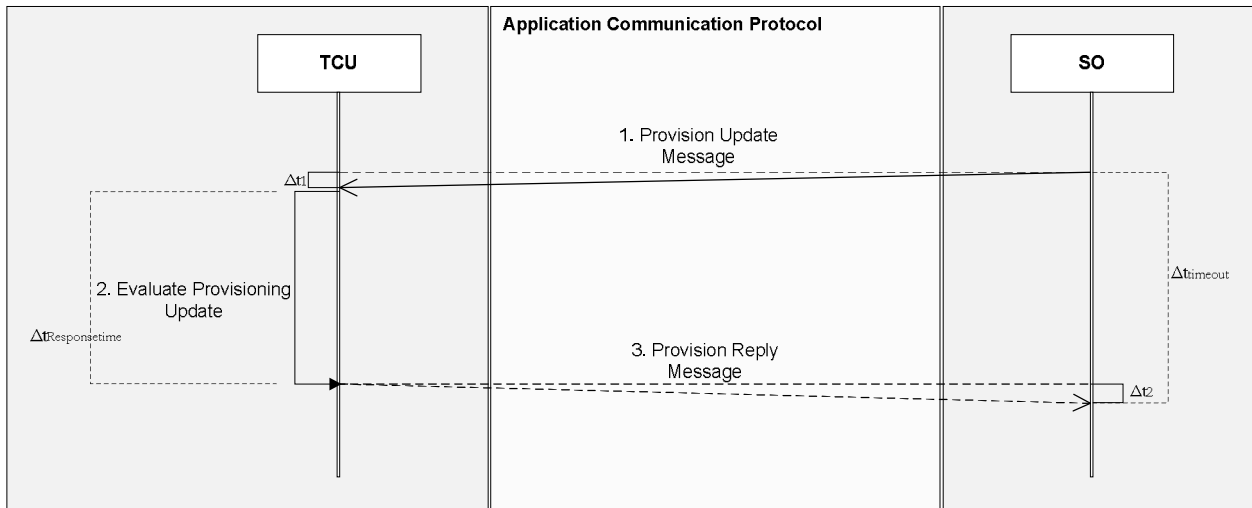 Application Communication Protocol
TCU
SO
1. Provision Update
Message
Δt1
2. Evaluate Provisioning
Update
Δttimeout
ΔtResponsetime
3. Provision Reply
Message
Δt2